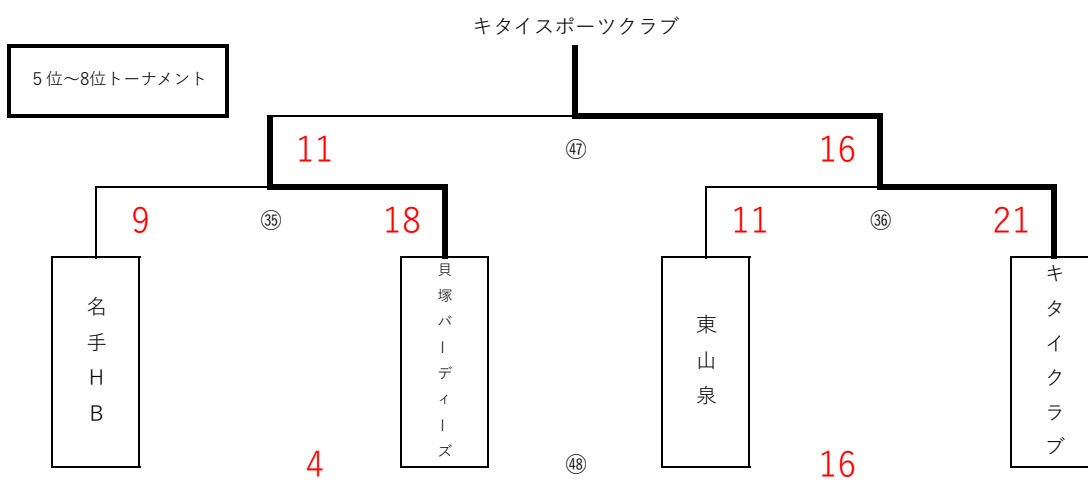 キタイスポーツクラブ
5位～8位トーナメント
11
㊼
16
9
㉟
18
11
㊱
21
名手HB
貝塚バーディーズ
東山泉
キタイクラブ
4
㊽
16